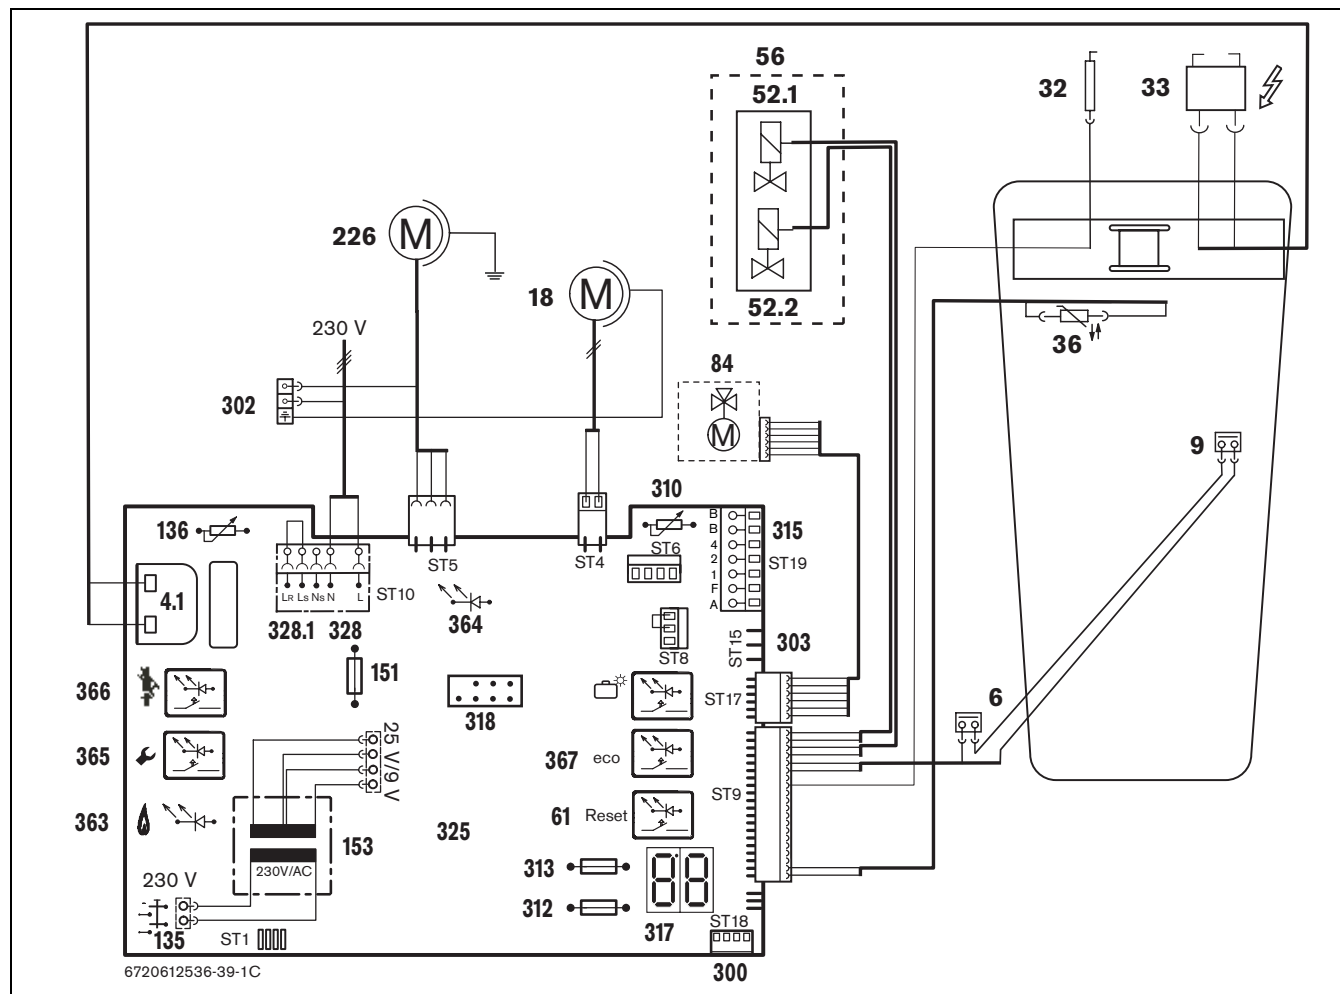 56
52.1
32
33
226
M
18
M
52.2
230 V
36
84
302
M
9
310
136
B
B
4
2
1
F
A
315
ST6
ST19
ST5
ST4
4.1
LR LS NS N L
ST10
328.1
328
364
303
ST15
ST8
151
366
318
ST17
6
25 V/9 V
365
367
eco
ST9
363
61
Reset
325
153
230V/AC
313
230 V
88
312
ST18
135
ST1
317
6720612536-39-1C
300